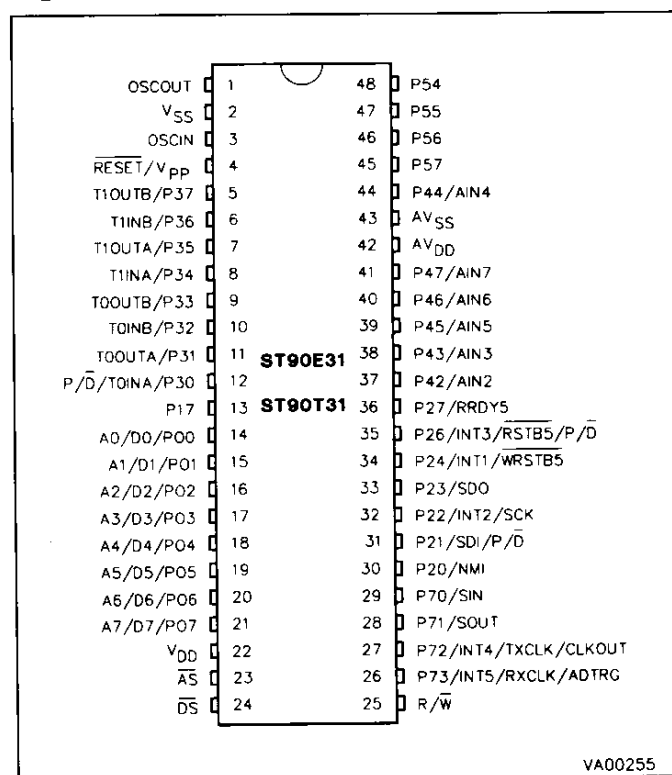 OSCOUT 1 48 P54
VSS 2 47 P55
OSCIN 3 46 P56
RESET/VPP 4 45 P57
T1OUTB/P37 5 44 P44/AIN4
T1INB/P36 6 43 AVSS
T1OUTA/P35 7 42 AVDD
T1INA/P34 8 41 P47/AIN7
T0OUTB/P33 9 40 P46/AIN6
T0INB/P32 10 39 P45/AIN5
T0OUTA/P31 11 ST90E31 38 P43/AIN3
P/D/T0INA/P30 12 37 P42/AIN2
P17 13 ST90T31 36 P27/RRDY5
A0/D0/P00 14 35 P26/INT3/RSTB5/P/D
A1/D1/P01 15 34 P24/INT1/WRSTB5
A2/D2/P02 16 33 P23/SDO
A3/D3/P03 17 32 P22/INT2/SCK
A4/D4/P04 18 31 P21/SDI/P/D
A5/D5/P05 19 30 P20/NMI
A6/D6/P06 20 29 P70/SIN
A7/D7/P07 21 28 P71/SOUT
VDD 22 27 P72/INT4/TXCLK/CLKOUT
AS 23 26 P73/INT5/RXCLK/ADTRG
DS 24 25 R/W
VA00255